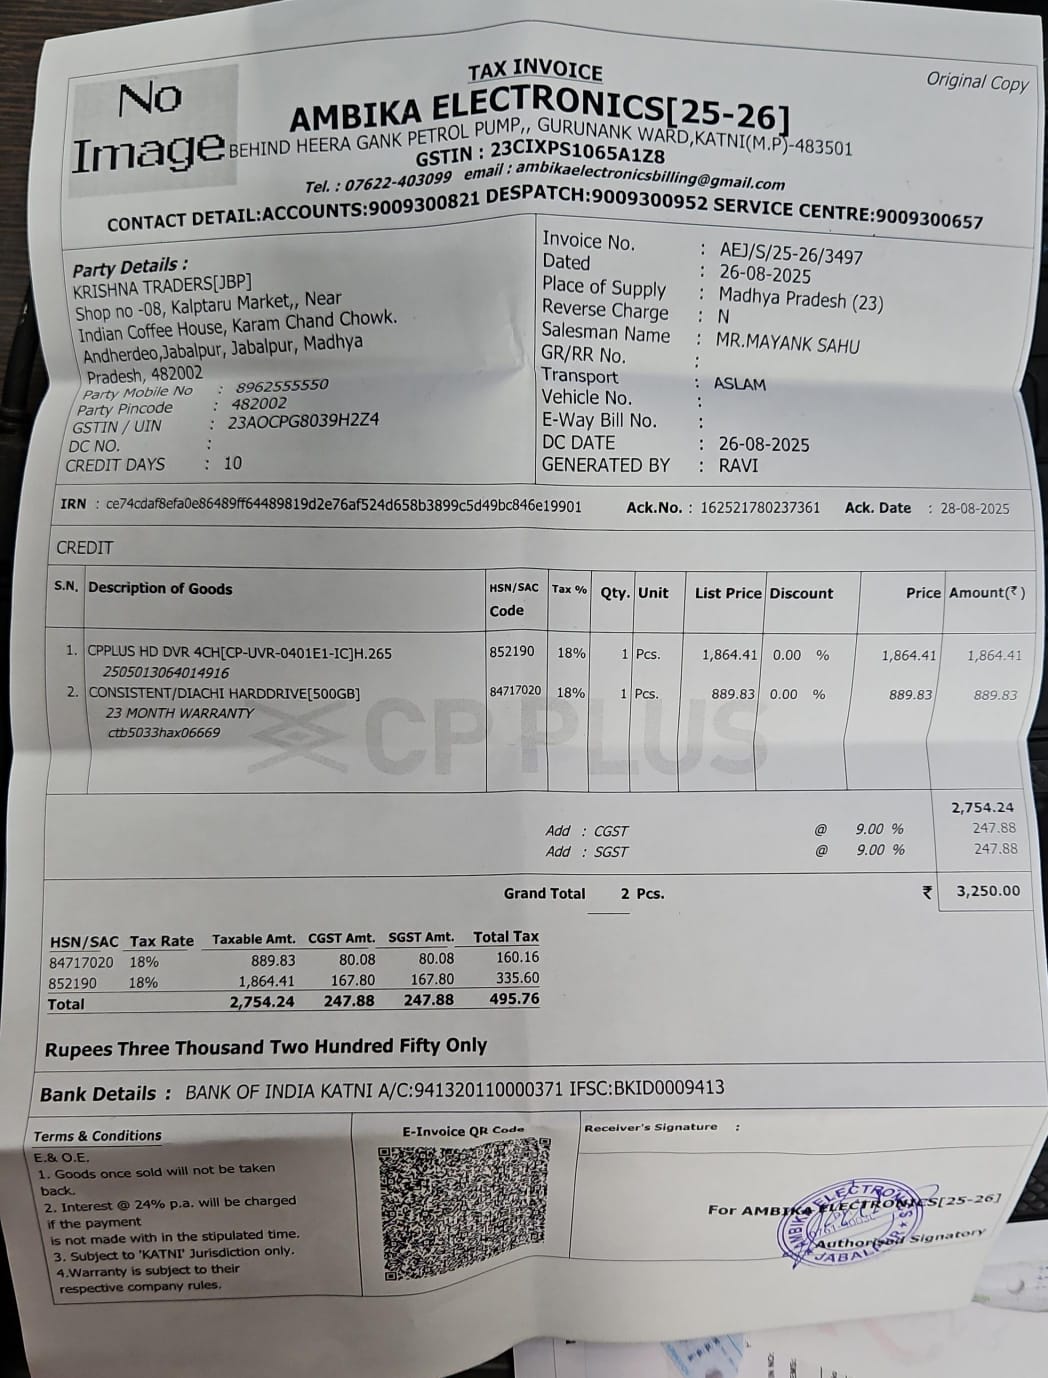 TAX INVOICE
Original Copy
No
Image
AMBIKA ELECTRONICS[25-26]
BEHIND HEERA GANK PETROL PUMP,, GURUNANK WARD,KATNI(M.P)-483501
GSTIN : 23CIXPS1065A1Z8
Tel. : 07622-403099 email : ambikaelectronicsbilling@gmail.com
CONTACT DETAIL:ACCOUNTS:9009300821 DESPATCH:9009300952 SERVICE CENTRE:9009300657
Party Details :
KRISHNA TRADERS[JBP]
Shop no -08, Kalptaru Market,, Near
Indian Coffee House, Karam Chand Chowk.
Andherdeo,Jabalpur, Jabalpur, Madhya
Pradesh, 482002
Party Mobile No : 8962555550
Party Pincode : 482002
GSTIN / UIN : 23AOCPG8039H2Z4
DC NO. :
CREDIT DAYS : 10
Invoice No. : AEJ/S/25-26/3497
Dated : 26-08-2025
Place of Supply : Madhya Pradesh (23)
Reverse Charge : N
Salesman Name : MR.MAYANK SAHU
GR/RR No. :
Transport : ASLAM
Vehicle No. :
E-Way Bill No. :
DC DATE : 26-08-2025
GENERATED BY : RAVI
IRN : ce74cdaf8efa0e86489ff64489819d2e76af524d658b3899c5d49bc846e19901 Ack.No. : 162521780237361 Ack. Date : 28-08-2025
CREDIT
S.N. Description of Goods HSN/SAC Code Tax % Qty. Unit List Price Discount Price Amount(₹)
1. CPPLUS HD DVR 4CH[CP-UVR-0401E1-IC]H.265 852190 18% 1 Pcs. 1,864.41 0.00 % 1,864.41 1,864.41
2505013064014916
2. CONSISTENT/DIACHI HARDDRIVE[500GB] 84717020 18% 1 Pcs. 889.83 0.00 % 889.83 889.83
23 MONTH WARRANTY
ctb5033hax06669
CP PLUS
2,754.24
Add : CGST @ 9.00 % 247.88
Add : SGST @ 9.00 % 247.88
Grand Total 2 Pcs. ₹ 3,250.00
HSN/SAC Tax Rate Taxable Amt. CGST Amt. SGST Amt. Total Tax
84717020 18% 889.83 80.08 80.08 160.16
852190 18% 1,864.41 167.80 167.80 335.60
Total 2,754.24 247.88 247.88 495.76
Rupees Three Thousand Two Hundred Fifty Only
Bank Details : BANK OF INDIA KATNI A/C:941320110000371 IFSC:BKID0009413
Terms & Conditions
E.& O.E.
1. Goods once sold will not be taken
back.
2. Interest @ 24% p.a. will be charged
if the payment
is not made with in the stipulated time.
3. Subject to 'KATNI' Jurisdiction only.
4.Warranty is subject to their
respective company rules.
E-Invoice QR Code
Receiver's Signature :
For AMBIKA ELECTRONICS[25-26]
AMBIKA ELECTRONICS
JABALPUR
Authorised Signatory